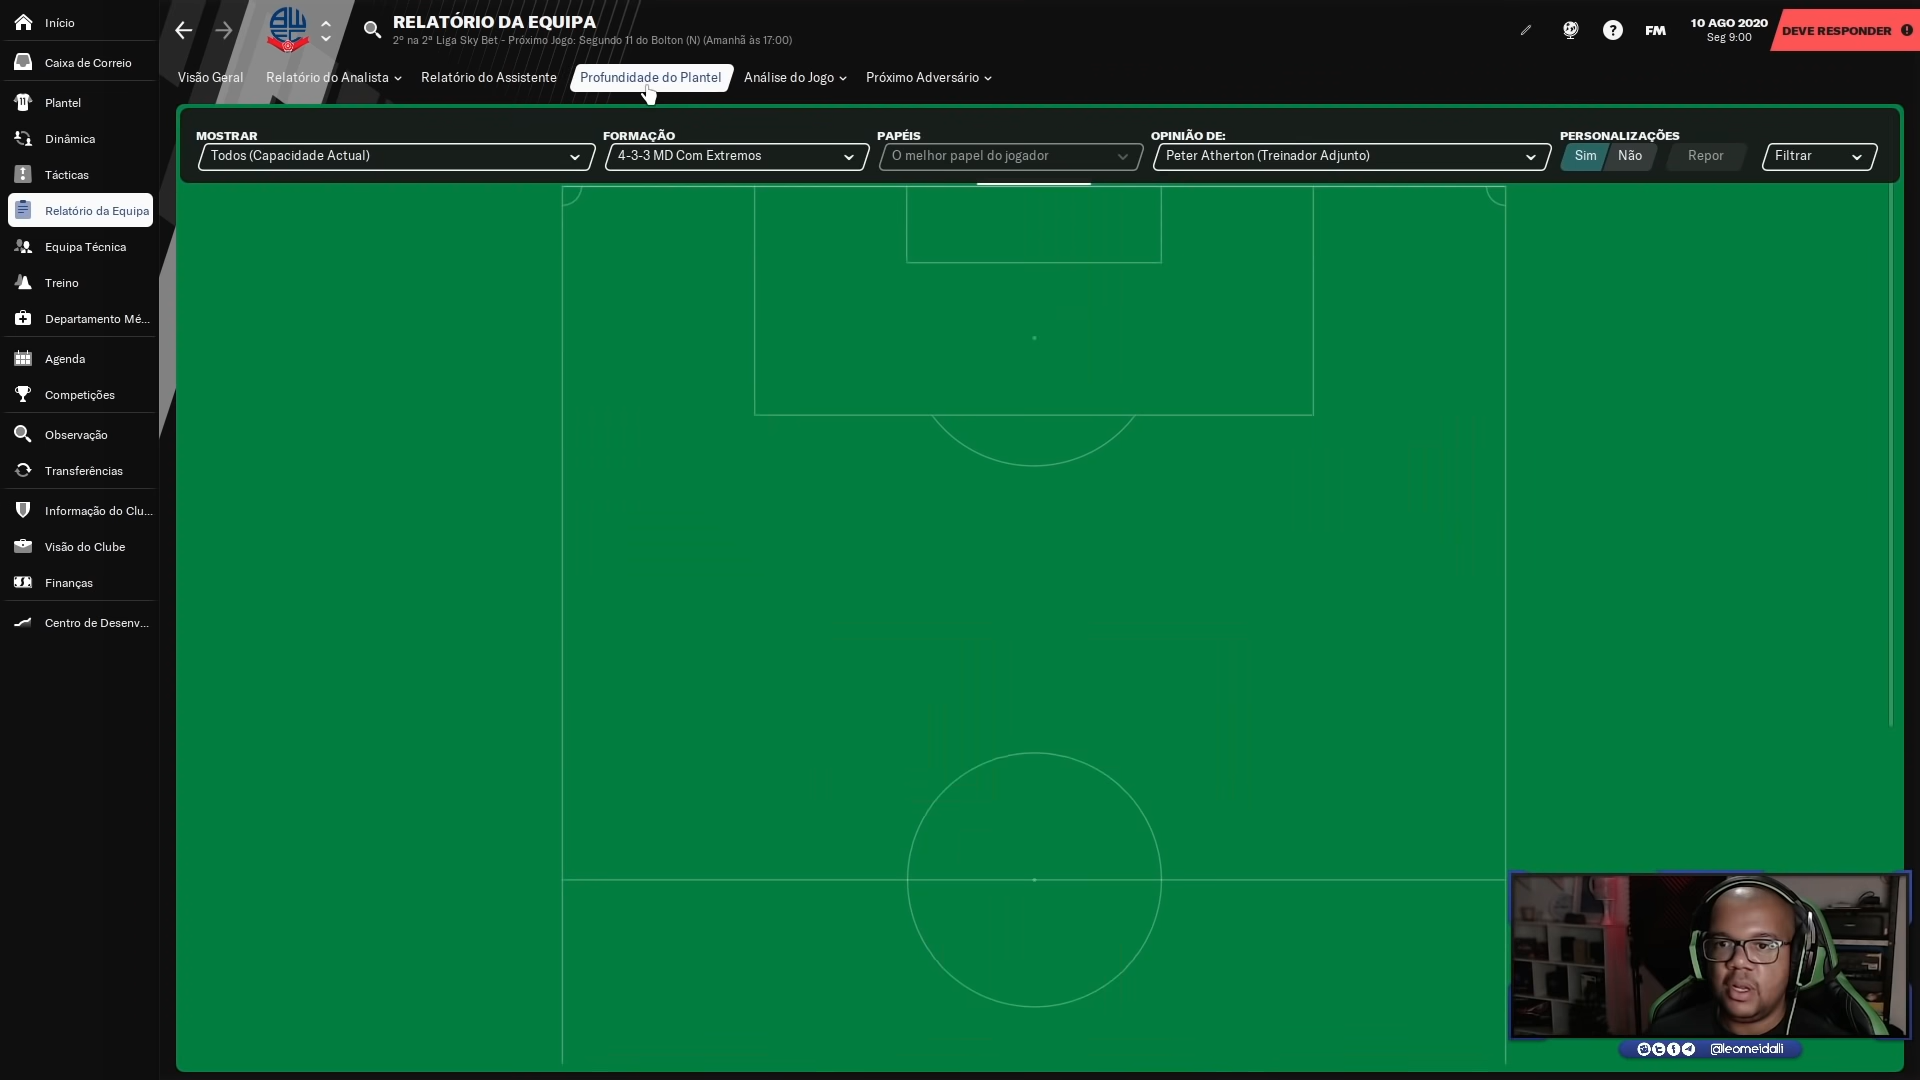 Início
Caixa de Correio
Plantel
Dinâmica
Tácticas
Relatório da Equipa
Equipa Técnica
Treino
Departamento Mé...
Agenda
Competições
Observação
Transferências
Informação do Clu...
Visão do Clube
Finanças
Centro de Desenv...
RELATÓRIO DA EQUIPA
2º na 2ª Liga Sky Bet - Próximo Jogo: Segundo 11 do Bolton (N) (Amanhã às 17:00)
FM
10 AGO 2020
Seg 9:00
DEVE RESPONDER
Visão Geral
Relatório do Analista
Relatório do Assistente
Profundidade do Plantel
Análise do Jogo
Próximo Adversário
MOSTRAR
Todos (Capacidade Actual)
FORMAÇÃO
4-3-3 MD Com Extremos
PAPÉIS
O melhor papel do jogador
OPINIÃO DE:
Peter Atherton (Treinador Adjunto)
PERSONALIZAÇÕES
Sim
Não
Repor
Filtrar
@leomeidalli